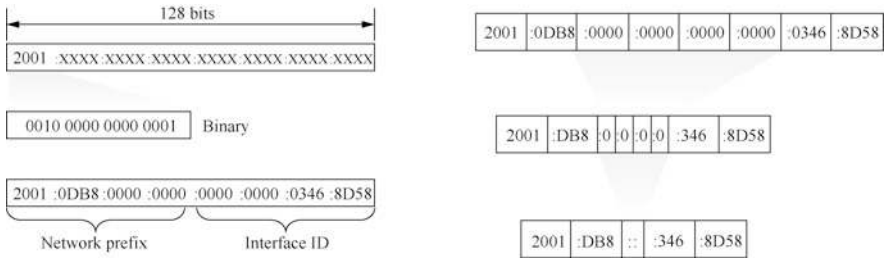 128 bits
2001 :XXXX:XXXX:XXXX:XXXX:XXXX:XXXX:XXXX
0010 0000 0000 0001 Binary
2001 :0DB8 :0000 :0000 :0000 :0000 :0346 :8D58
Network prefix Interface ID
2001 :0DB8 :0000 :0000 :0000 :0000 :0346 :8D58
2001 :DB8 :0 :0 :0 :0 :346 :8D58
2001 :DB8 :: :346 :8D58